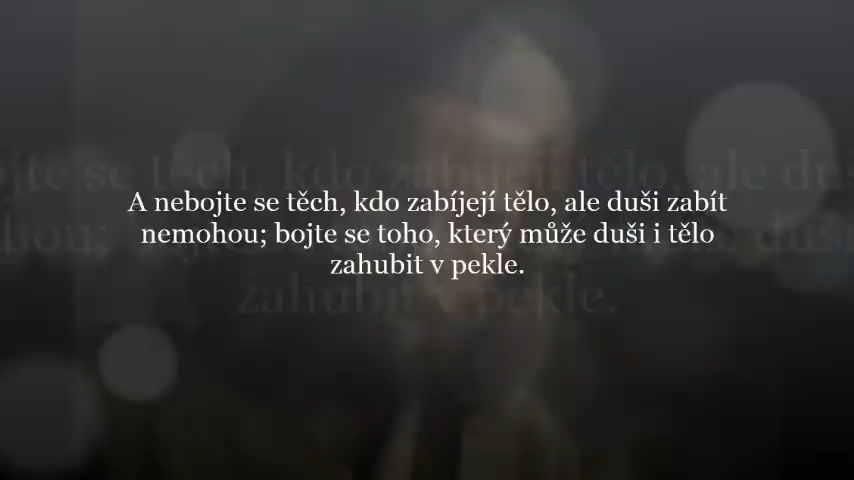 A nebojte se těch, kdo zabíjejí tělo, ale duši zabít
nemohou; bojte se toho, který může duši i tělo
zahubit v pekle.